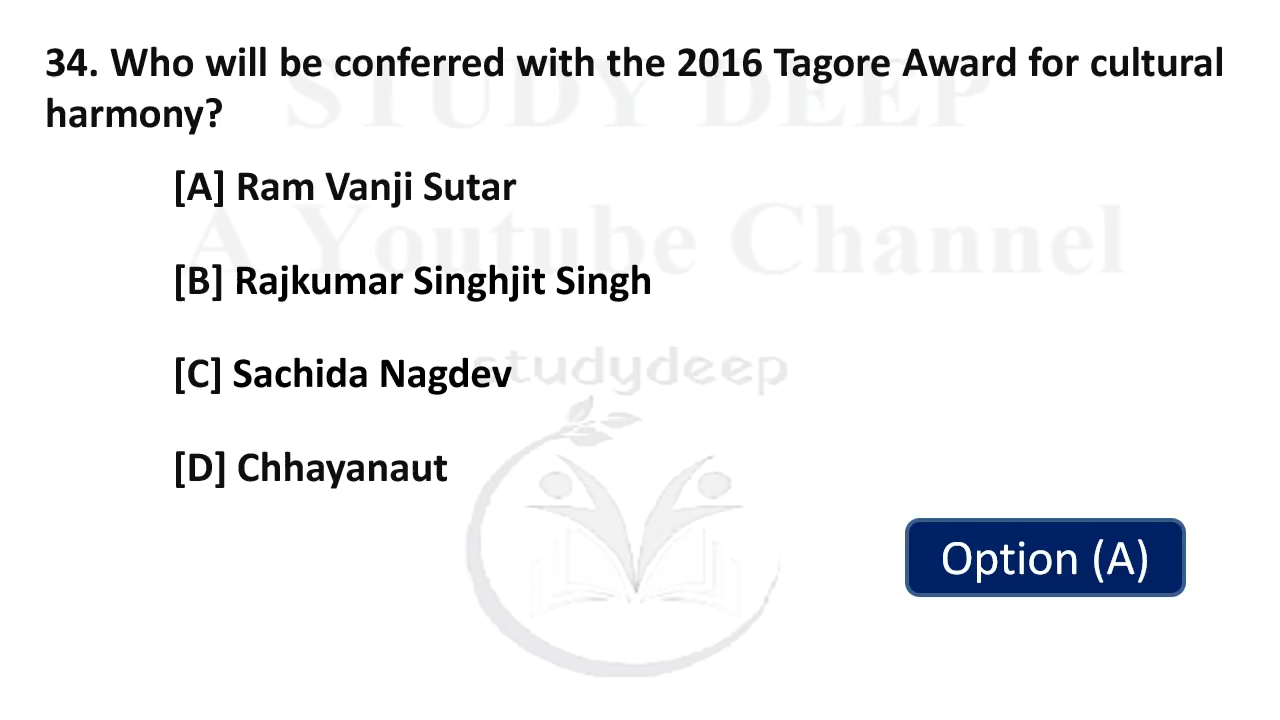 34. Who will be conferred with the 2016 Tagore Award for cultural
harmony?
STUDY DEEP
[A] Ram Vanji Sutar
A Youtube Channel
[B] Rajkumar Singhjit Singh
[C] Sachida Nagdev
studydeep
[D] Chhayanaut
Option (A)